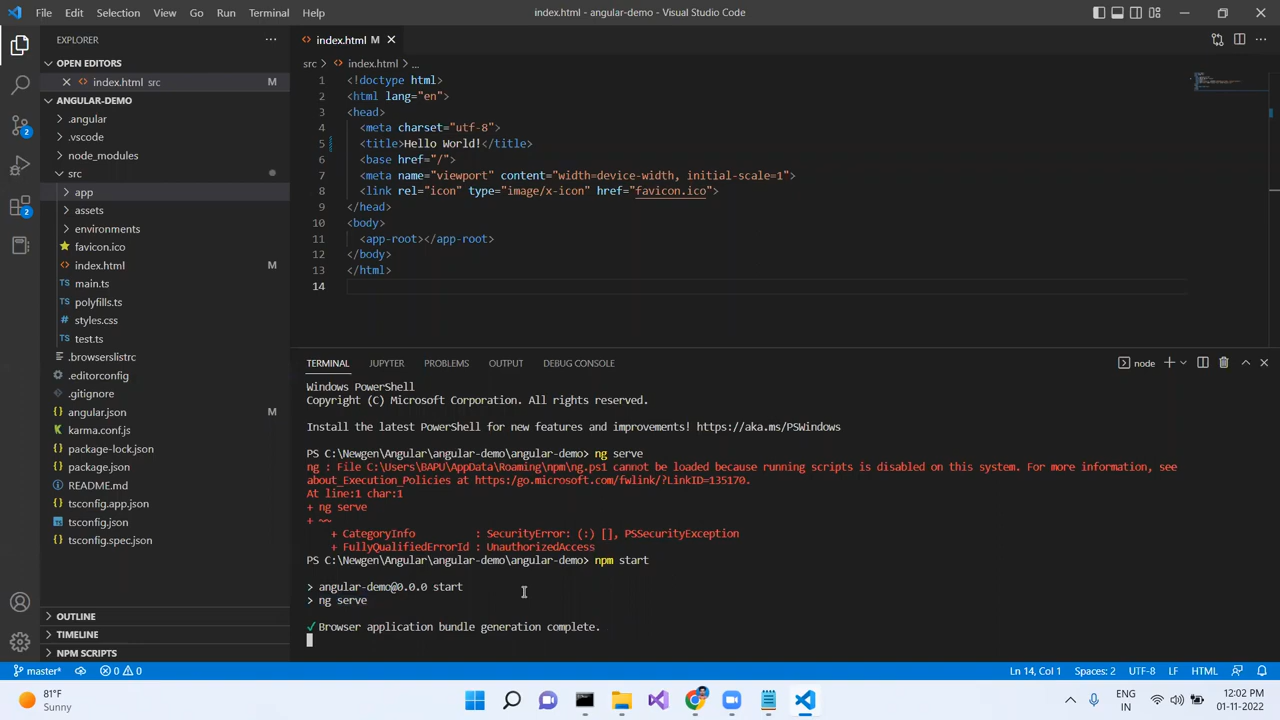 File Edit Selection View Go Run Terminal Help
index.html - angular-demo - Visual Studio Code
EXPLORER
OPEN EDITORS
index.html src M
ANGULAR-DEMO
.angular
.vscode
node_modules
src
app
assets
environments
favicon.ico
index.html M
main.ts
polyfills.ts
styles.css
test.ts
.browserslistrc
.editorconfig
.gitignore
angular.json M
karma.conf.js
package-lock.json
package.json
README.md
tsconfig.app.json
tsconfig.json
tsconfig.spec.json
OUTLINE
TIMELINE
NPM SCRIPTS
2
2
index.html M
src > index.html > ...
1 <!doctype html>
2 <html lang="en">
3 <head>
4 <meta charset="utf-8">
5 <title>Hello World!</title>
6 <base href="/">
7 <meta name="viewport" content="width=device-width, initial-scale=1">
8 <link rel="icon" type="image/x-icon" href="favicon.ico">
9 </head>
10 <body>
11 <app-root></app-root>
12 </body>
13 </html>
14
TERMINAL JUPYTER PROBLEMS OUTPUT DEBUG CONSOLE
node
Windows PowerShell
Copyright (C) Microsoft Corporation. All rights reserved.
Install the latest PowerShell for new features and improvements! https://aka.ms/PSWindows
PS C:\Newgen\Angular\angular-demo\angular-demo> ng serve
ng : File C:\Users\BAPU\AppData\Roaming\npm\ng.ps1 cannot be loaded because running scripts is disabled on this system. For more information, see
about_Execution_Policies at https:/go.microsoft.com/fwlink/?LinkID=135170.
At line:1 char:1
+ ng serve
+ ~~
+ CategoryInfo : SecurityError: (:) [], PSSecurityException
+ FullyQualifiedErrorId : UnauthorizedAccess
PS C:\Newgen\Angular\angular-demo\angular-demo> npm start
> angular-demo@0.0.0 start
> ng serve
✓ Browser application bundle generation complete.
master* 0 0
Ln 14, Col 1 Spaces: 2 UTF-8 LF HTML
81°F
Sunny
ENG
IN
12:02 PM
01-11-2022